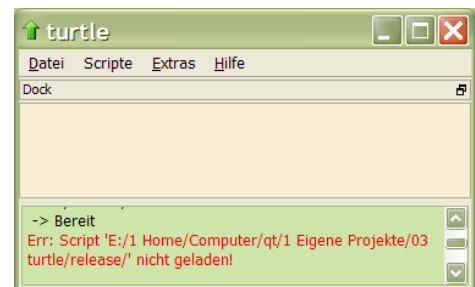 turtle
Datei Scripte Extras Hilfe
Dock
-> Bereit
Err: Script 'E:/1 Home/Computer/qt/1 Eigene Projekte/03
turtle/release/' nicht geladen!